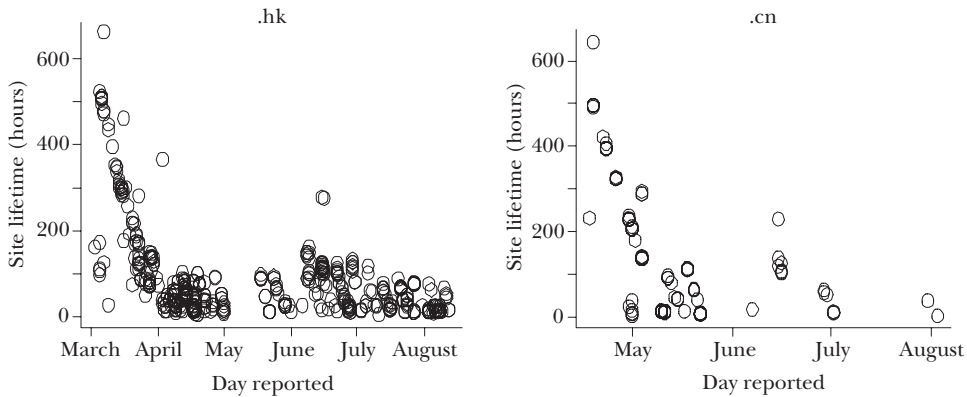 .hk
600
400
200
0
Site lifetime (hours)
March April May June July August
Day reported
.cn
600
400
200
0
Site lifetime (hours)
May June July August
Day reported